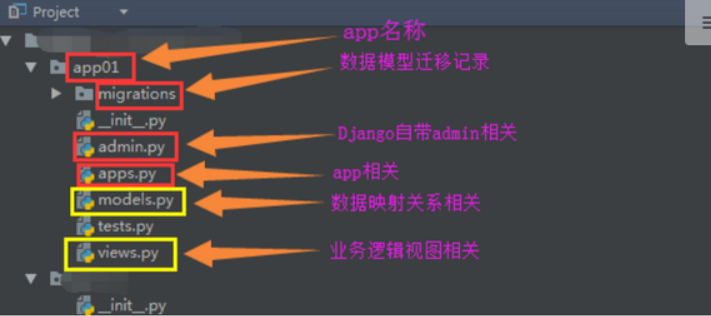 Project
app名称
app01
数据模型迁移记录
migrations
__init__.py
Django自带admin相关
admin.py
apps.py
app相关
models.py
数据映射关系相关
tests.py
views.py
业务逻辑视图相关
__init__.py